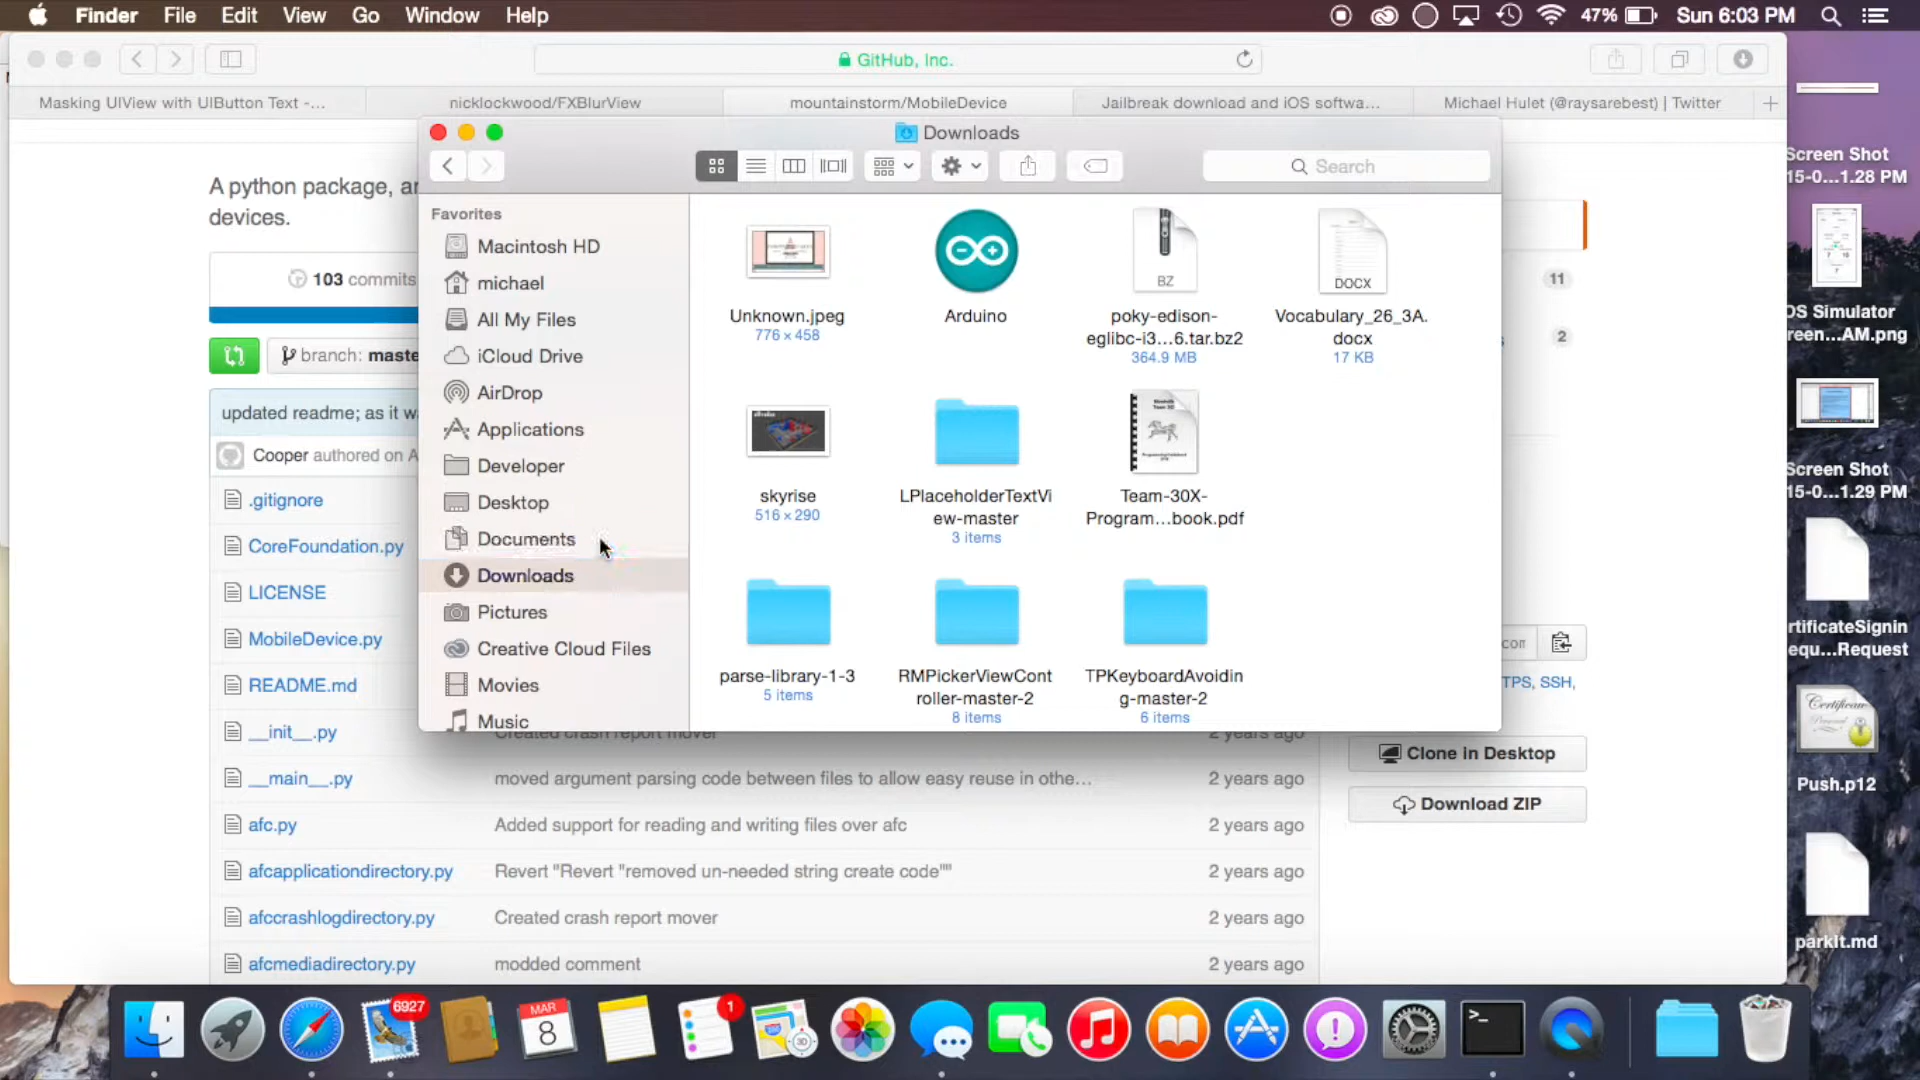 Finder File Edit View Go Window Help 47% Sun 6:03 PM
GitHub, Inc.
Masking UIView with UIButton Text -... nicklockwood/FXBlurView mountainstorm/MobileDevice Jailbreak download and iOS softwa... Michael Hulet (@raysarebest) | Twitter
Downloads
Search
A python package, an
devices.
103 commits
branch: maste
updated readme; as it w
Cooper authored on A
.gitignore
CoreFoundation.py
LICENSE
MobileDevice.py
README.md
__init__.py
Created crash report mover 2 years ago
__main__.py moved argument parsing code between files to allow easy reuse in othe... 2 years ago
afc.py Added support for reading and writing files over afc 2 years ago
afcapplicationdirectory.py Revert "Revert "removed un-needed string create code"" 2 years ago
afccrashlogdirectory.py Created crash report mover 2 years ago
afcmediadirectory.py modded comment 2 years ago
Favorites
Macintosh HD
michael
All My Files
iCloud Drive
AirDrop
Applications
Developer
Desktop
Documents
Downloads
Pictures
Creative Cloud Files
Movies
Music
Unknown.jpeg
776 × 458
Arduino
BZ
poky-edison-
eglibc-i3...6.tar.bz2
364.9 MB
DOCX
Vocabulary_26_3A.
docx
17 KB
skyrise
516 × 290
LPlaceholderTextVi
ew-master
3 items
Team-30X-
Program...book.pdf
parse-library-1-3
5 items
RMPickerViewCont
roller-master-2
8 items
TPKeyboardAvoidin
g-master-2
6 items
11
2
com
TPS, SSH,
Clone in Desktop
Download ZIP
Screen Shot
15-0...1.28 PM
OS Simulator
reen...AM.png
Screen Shot
15-0...1.29 PM
rtificateSignin
equ...Request
Certificate
Personal
Push.p12
parkIt.md
6927
MAR
8
1
3D
>_